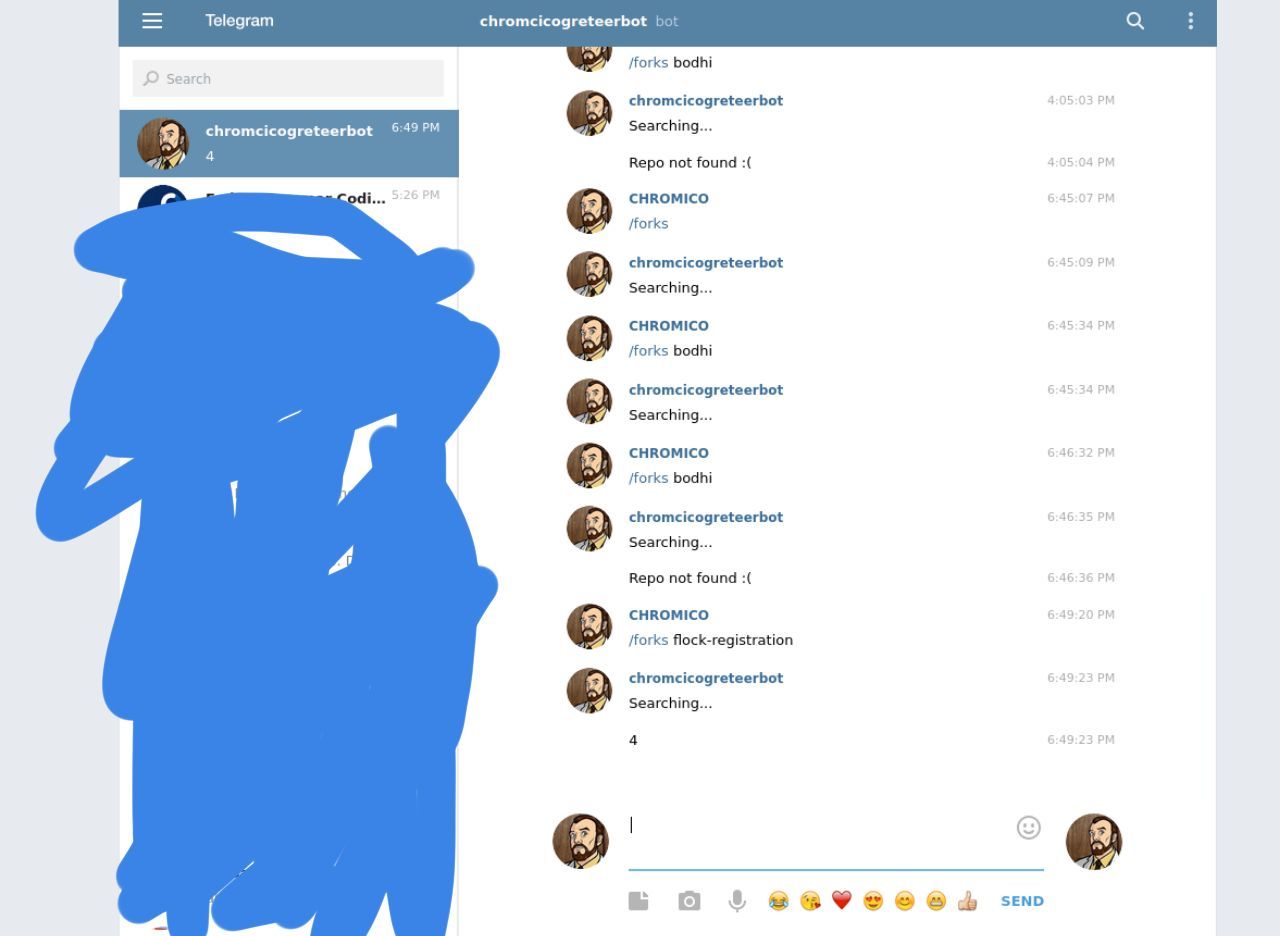 Telegram
chromcicogreteerbot bot
Search
chromcicogreteerbot 6:49 PM
4
Codi... 5:26 PM
/forks bodhi
chromcicogreteerbot 4:05:03 PM
Searching...
Repo not found :( 4:05:04 PM
CHROMICO 6:45:07 PM
/forks
chromcicogreteerbot 6:45:09 PM
Searching...
CHROMICO 6:45:34 PM
/forks bodhi
chromcicogreteerbot 6:45:34 PM
Searching...
CHROMICO 6:46:32 PM
/forks bodhi
chromcicogreteerbot 6:46:35 PM
Searching...
Repo not found :( 6:46:36 PM
CHROMICO 6:49:20 PM
/forks flock-registration
chromcicogreteerbot 6:49:23 PM
Searching...
4 6:49:23 PM
SEND